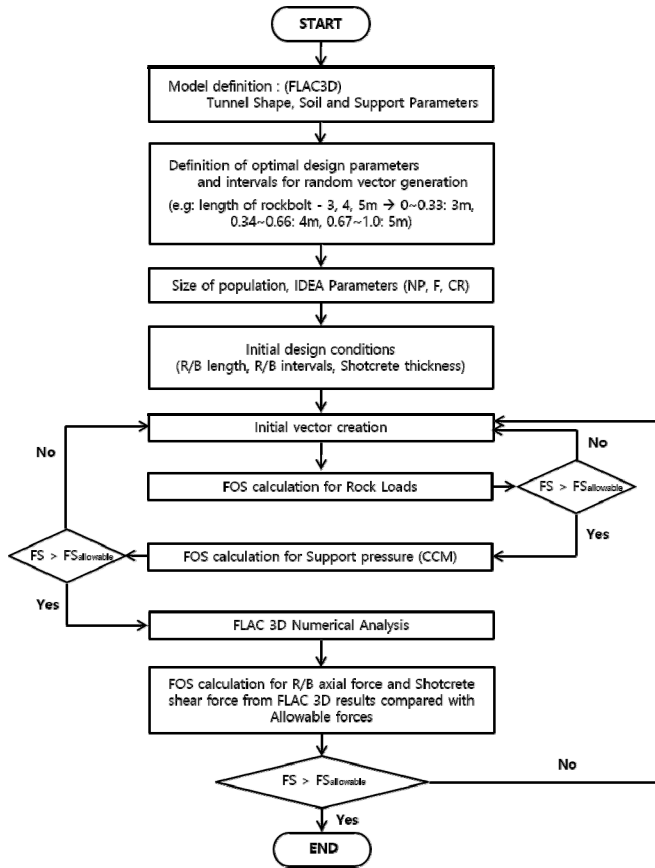 START
Model definition : (FLAC3D)
Tunnel Shape, Soil and Support Parameters
Definition of optimal design parameters
and intervals for random vector generation
(e.g: length of rockbolt - 3, 4, 5m → 0~0.33: 3m,
0.34~0.66: 4m, 0.67~1.0: 5m)
Size of population, IDEA Parameters (NP, F, CR)
Initial design conditions
(R/B length, R/B intervals, Shotcrete thickness)
Initial vector creation
No
No
FOS calculation for Rock Loads
FS > FSallowable
Yes
FOS calculation for Support pressure (CCM)
FS > FSallowable
Yes
FLAC 3D Numerical Analysis
FOS calculation for R/B axial force and Shotcrete
shear force from FLAC 3D results compared with
Allowable forces
FS > FSallowable
No
Yes
END